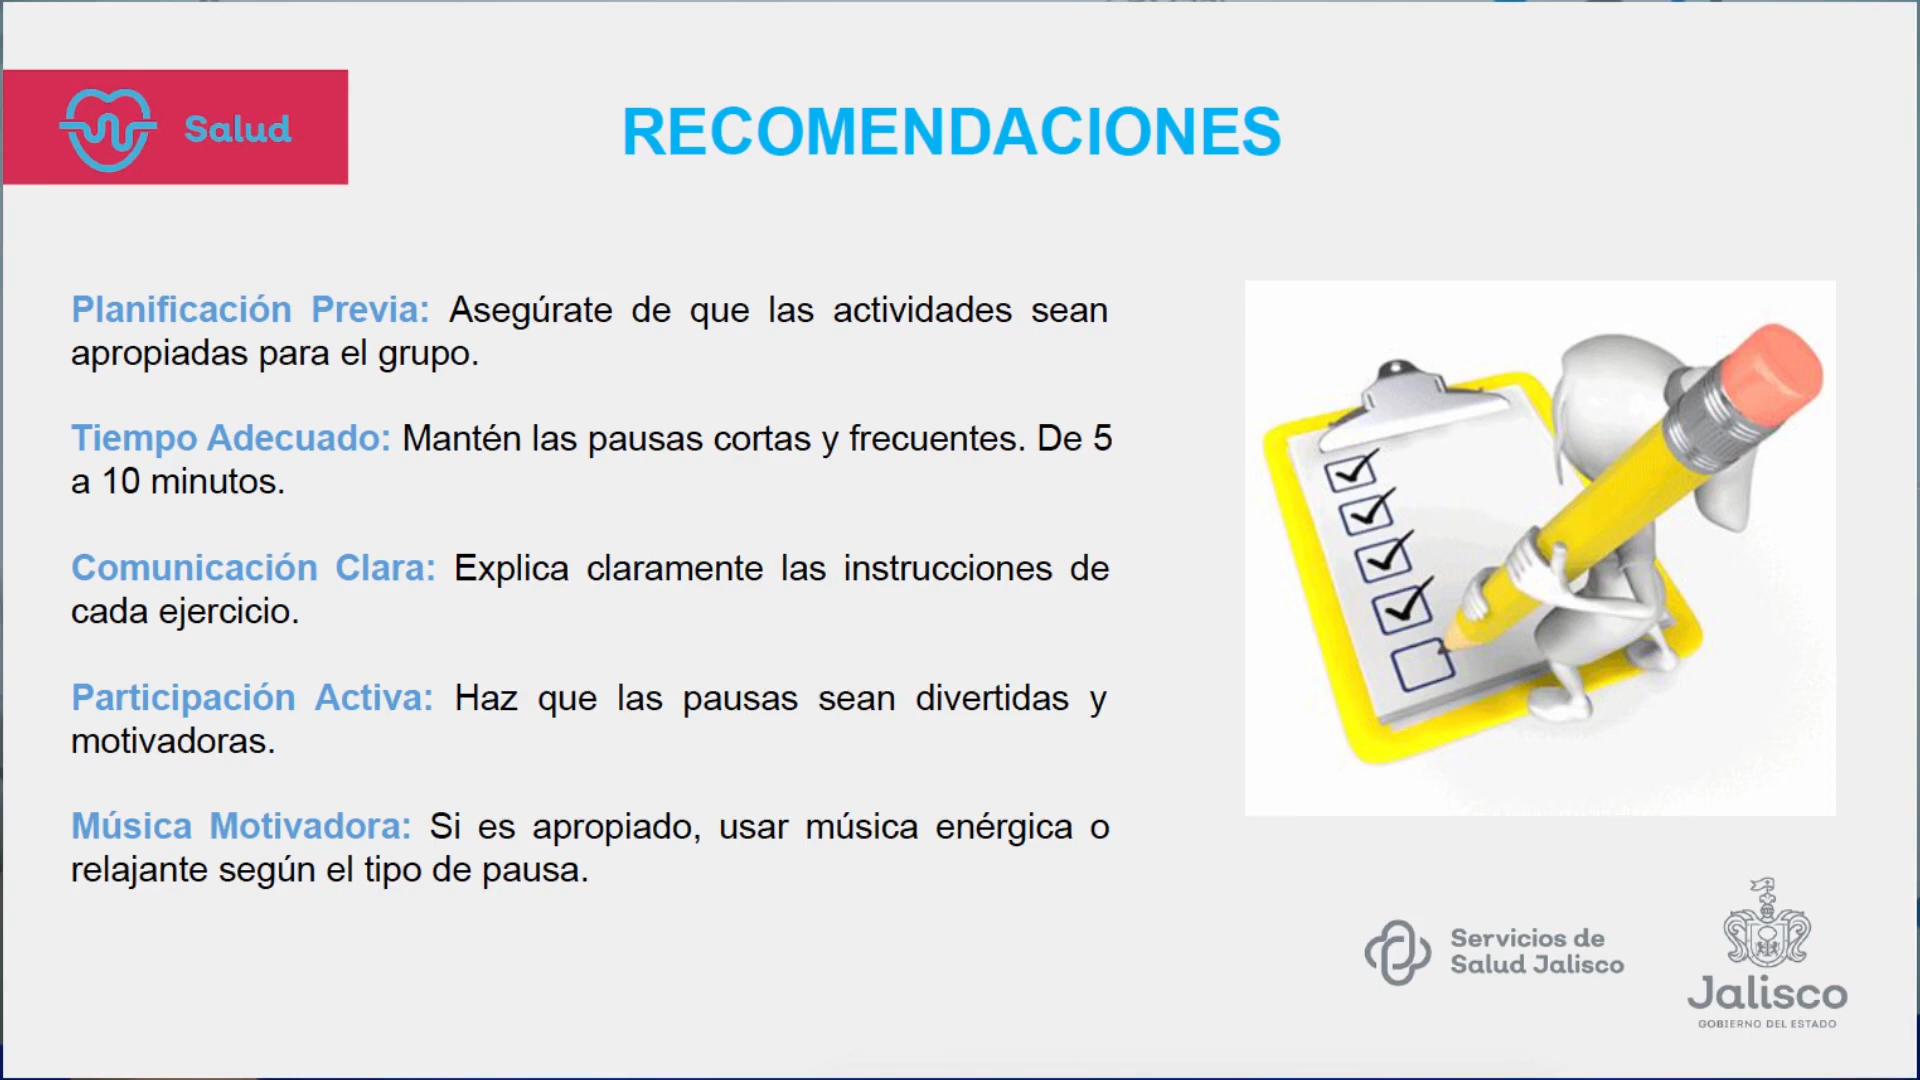 Salud
RECOMENDACIONES
Planificación Previa: Asegúrate de que las actividades sean
apropiadas para el grupo.
Tiempo Adecuado: Mantén las pausas cortas y frecuentes. De 5
a 10 minutos.
Comunicación Clara: Explica claramente las instrucciones de
cada ejercicio.
Participación Activa: Haz que las pausas sean divertidas y
motivadoras.
Música Motivadora: Si es apropiado, usar música enérgica o
relajante según el tipo de pausa.
Servicios de
Salud Jalisco
Jalisco
GOBIERNO DEL ESTADO